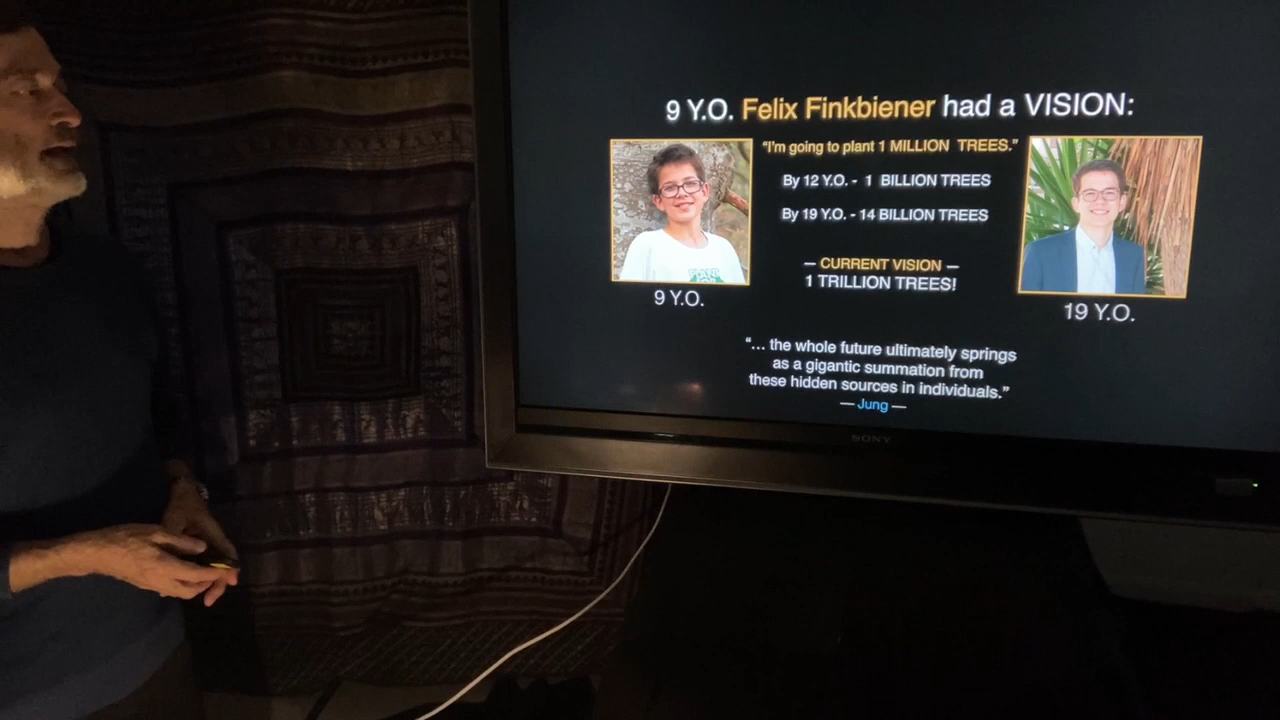 9 Y.O. Felix Finkbiener had a VISION:
“I'm going to plant 1 MILLION TREES.”
By 12 Y.O. - 1 BILLION TREES
By 19 Y.O. - 14 BILLION TREES
— CURRENT VISION —
1 TRILLION TREES!
PLANT
9 Y.O.
19 Y.O.
“... the whole future ultimately springs
as a gigantic summation from
these hidden sources in individuals.”
— Jung —
SONY